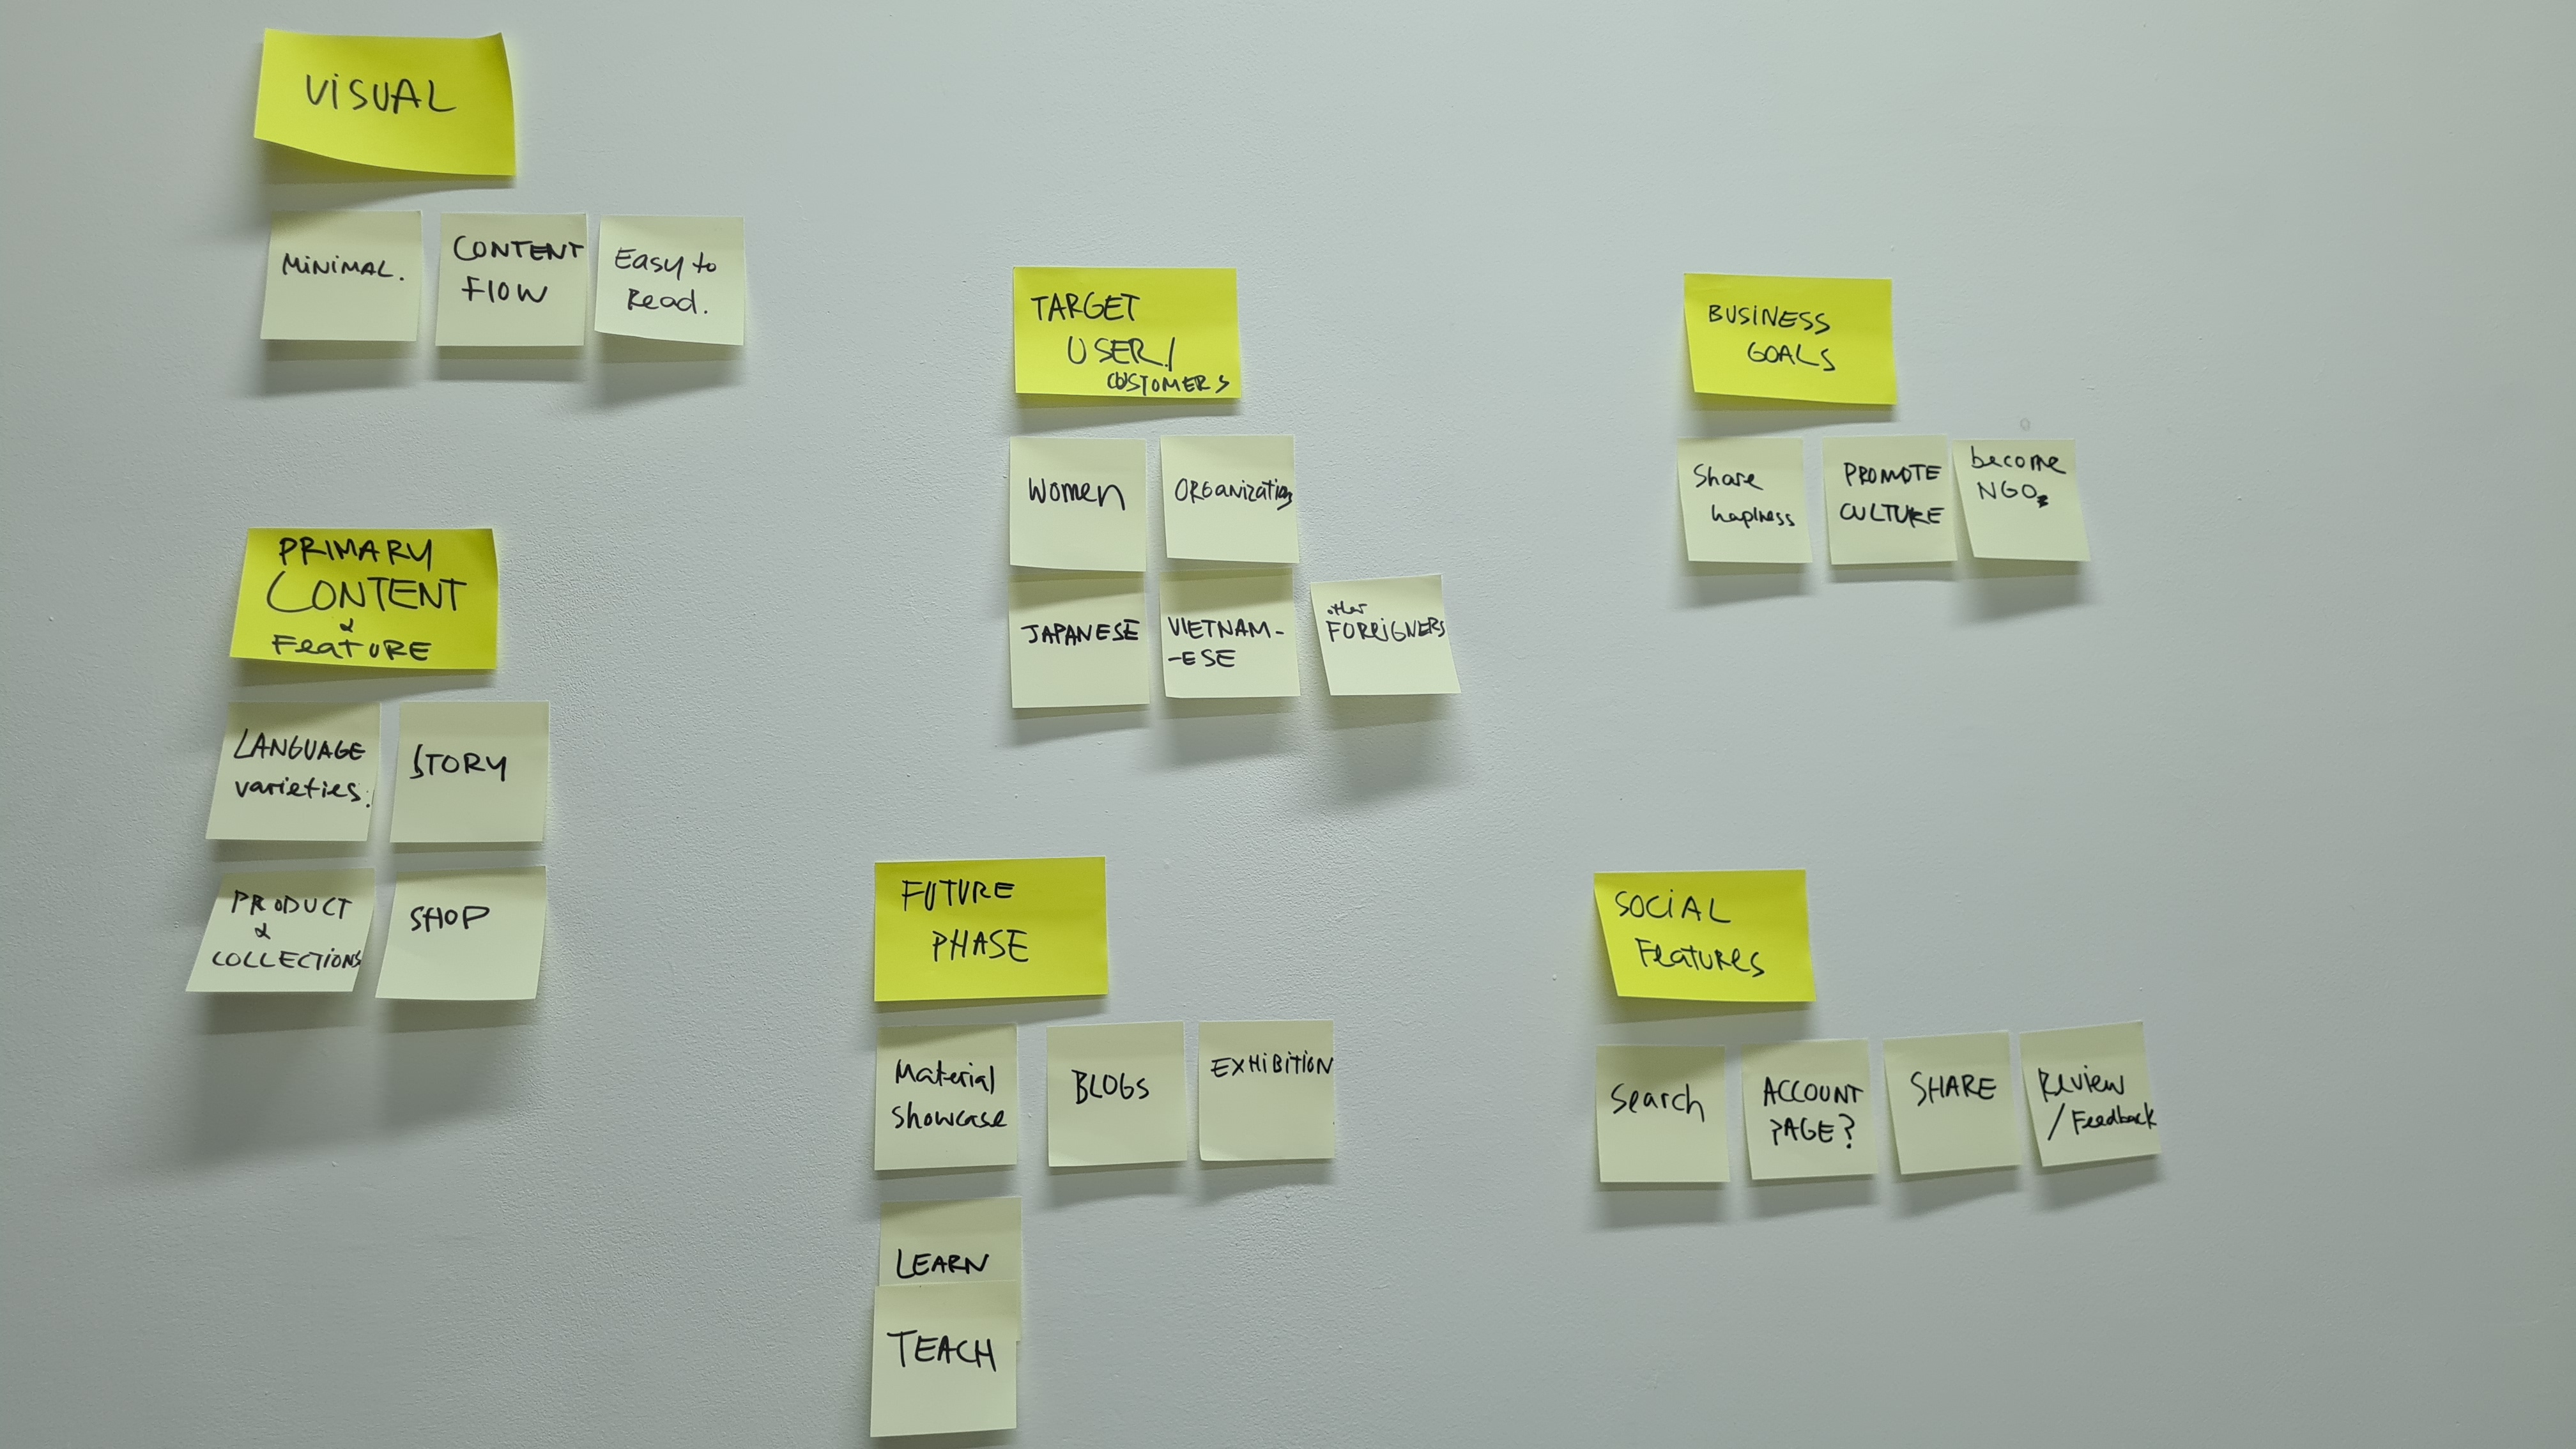 VISUAL
MINIMAL.
CONTENT
FLOW
Easy to
Read.
PRIMARY
CONTENT
&
FEATURE
LANGUAGE
varieties.
STORY
PRODUCT
&
COLLECTIONS
SHOP
TARGET
USER/
CUSTOMERS
Women
ORGANIZATION
JAPANESE
VIETNAM-
-ESE
other
FOREIGNERS
BUSINESS
GOALS
Share
hapiness
PROMOTE
CULTURE
become
NGO
FUTURE
PHASE
Material
Showcase
BLOGS
EXHIBITION
LEARN
TEACH
SOCIAL
Features
Search
ACCOUNT
PAGE?
SHARE
Review
/Feedback